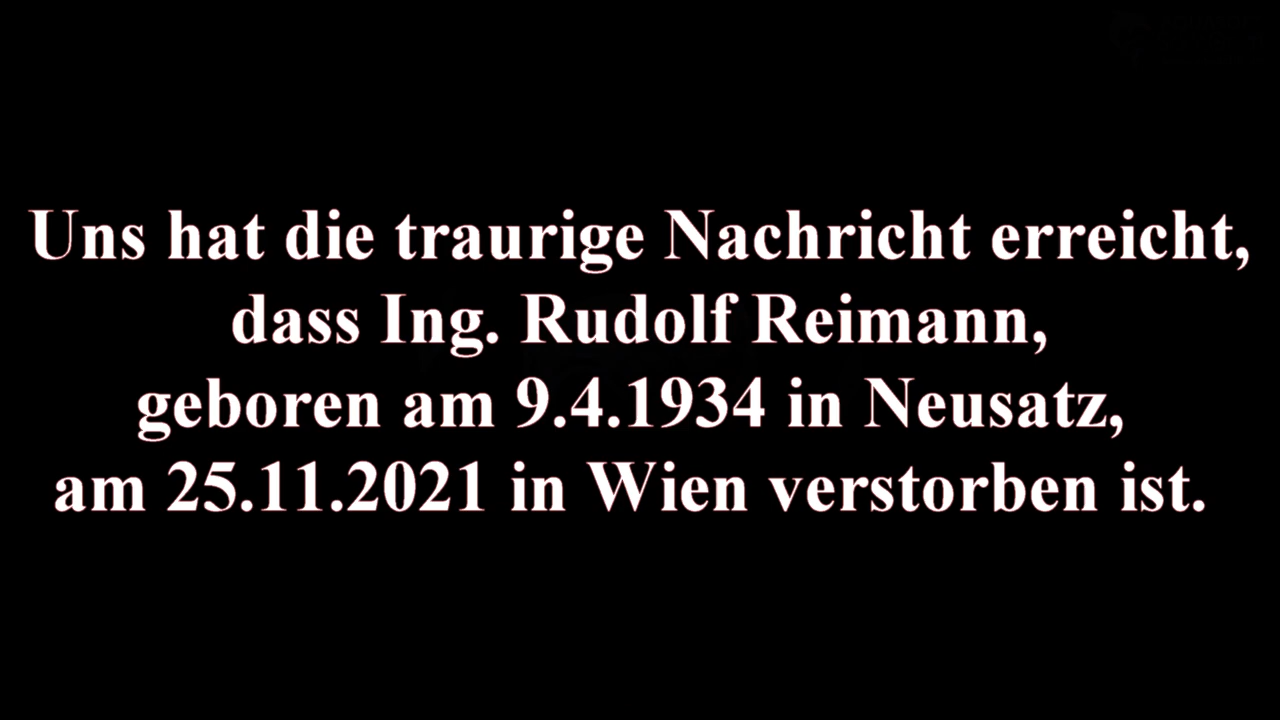 Uns hat die traurige Nachricht erreicht,
dass Ing. Rudolf Reimann,
geboren am 9.4.1934 in Neusatz,
am 25.11.2021 in Wien verstorben ist.